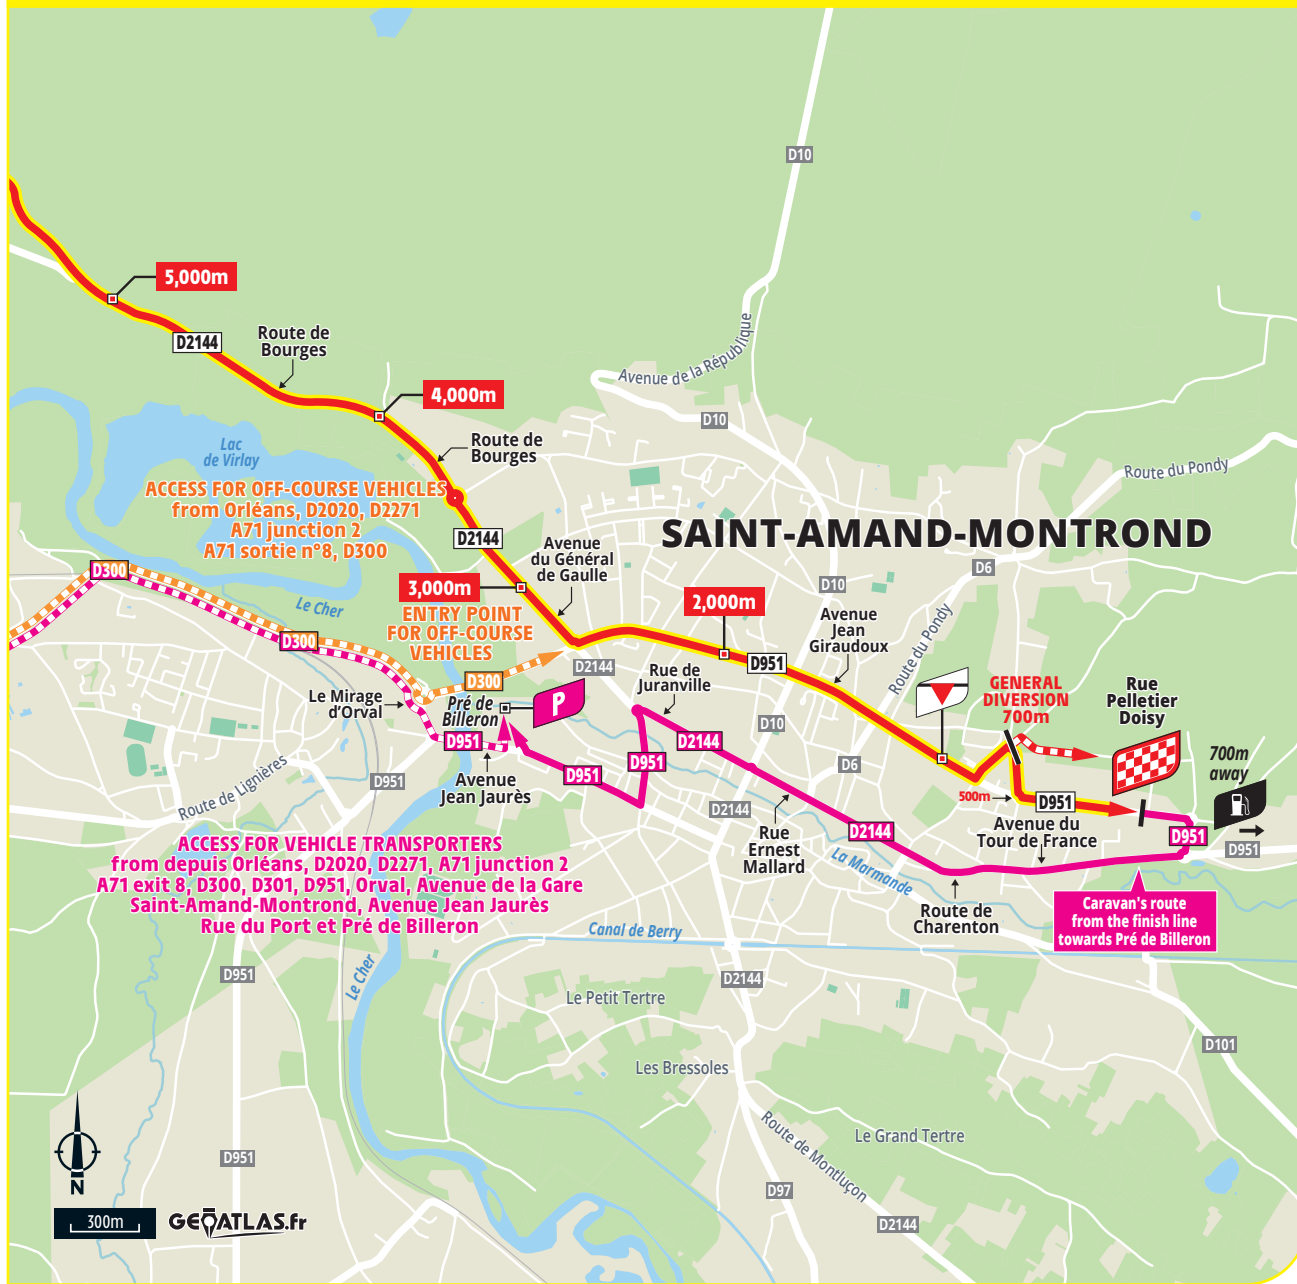 D10
5,000m
D2144
Route de
Bourges
Avenue de la République
4,000m
D10
Route de
Bourges
Lac
de Virlay
Route du Pondy
ACCESS FOR OFF-COURSE VEHICLES
from Orléans, D2020, D2271
A71 junction 2
A71 sortie n°8, D300
D2144
SAINT-AMAND-MONTROND
Avenue
du Général
de Gaulle
D300
D6
D10
3,000m
2,000m
Le Cher
ENTRY POINT
FOR OFF-COURSE
VEHICLES
Avenue
Jean
Giraudoux
Route du Pondy
D300
D2144
D951
Rue de
Juranville
D300
GENERAL
DIVERSION
700m
Rue
Pelletier
Doisy
Le Mirage
d'Orval
Pré de
Billeron
P
D10
D951
D2144
700m
away
D951
D6
Route de Lignières
D951
Avenue
Jean Jaurès
D951
500m
D951
D2144
Avenue du
Tour de France
D2144
D951
D951
Rue
Ernest
Mallard
La Marmande
ACCESS FOR VEHICLE TRANSPORTERS
from depuis Orléans, D2020, D2271, A71 junction 2
A71 exit 8, D300, D301, D951, Orval, Avenue de la Gare
Saint-Amand-Montrond, Avenue Jean Jaurès
Rue du Port et Pré de Billeron
Route de
Charenton
Caravan's route
from the finish line
towards Pré de Billeron
Canal de Berry
D951
Le Cher
D2144
Le Petit Tertre
D101
Les Bressoles
Route de Montluçon
Le Grand Tertre
D951
N
D97
300m
GEOATLAS.fr
D2144